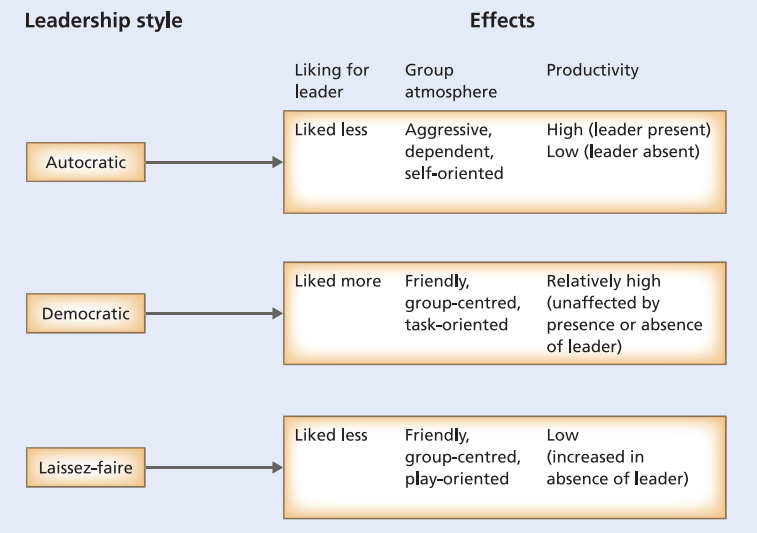 Leadership style
Effects
Liking for
leader
Group
atmosphere
Productivity
Autocratic
Liked less
Aggressive,
dependent,
self-oriented
High (leader present)
Low (leader absent)
Democratic
Liked more
Friendly,
group-centred,
task-oriented
Relatively high
(unaffected by
presence or absence
of leader)
Laissez-faire
Liked less
Friendly,
group-centred,
play-oriented
Low
(increased in
absence of leader)